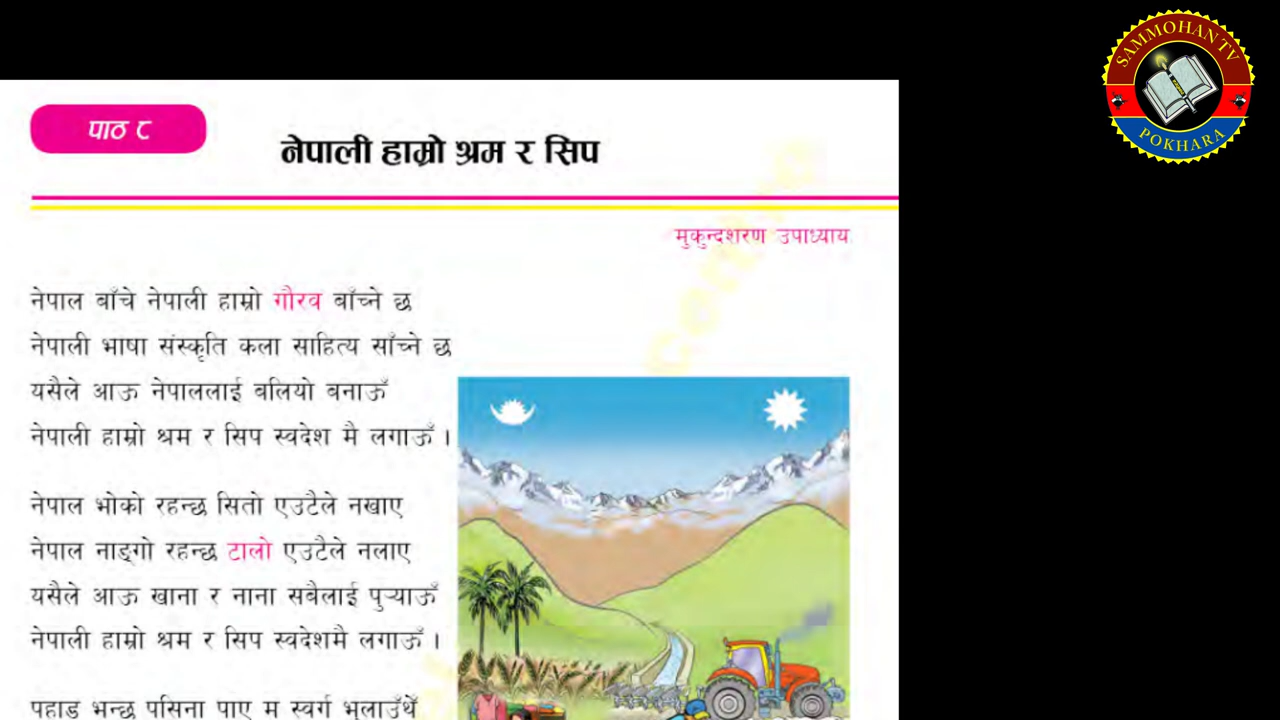 SAMMOHAN TV
POKHARA
पाठ ८
नेपाली हाम्रो श्रम र सिप
मुकुन्दशरण उपाध्याय
नेपाल बाँचे नेपाली हाम्रो गौरव बाँच्ने छ
नेपाली भाषा संस्कृति कला साहित्य साँच्ने छ
यसैले आऊ नेपाललाई बलियो बनाऊँ
नेपाली हाम्रो श्रम र सिप स्वदेश मै लगाऊँ ।
नेपाल भोको रहन्छ सितो एउटैले नखाए
नेपाल नाङ्गो रहन्छ टालो एउटैले नलाए
यसैले आऊ खाना र नाना सबैलाई पुऱ्याऊँ
नेपाली हाम्रो श्रम र सिप स्वदेशमै लगाऊँ ।
पहाड भन्छ पसिना पाए म स्वर्ग भुलाउँथेँ